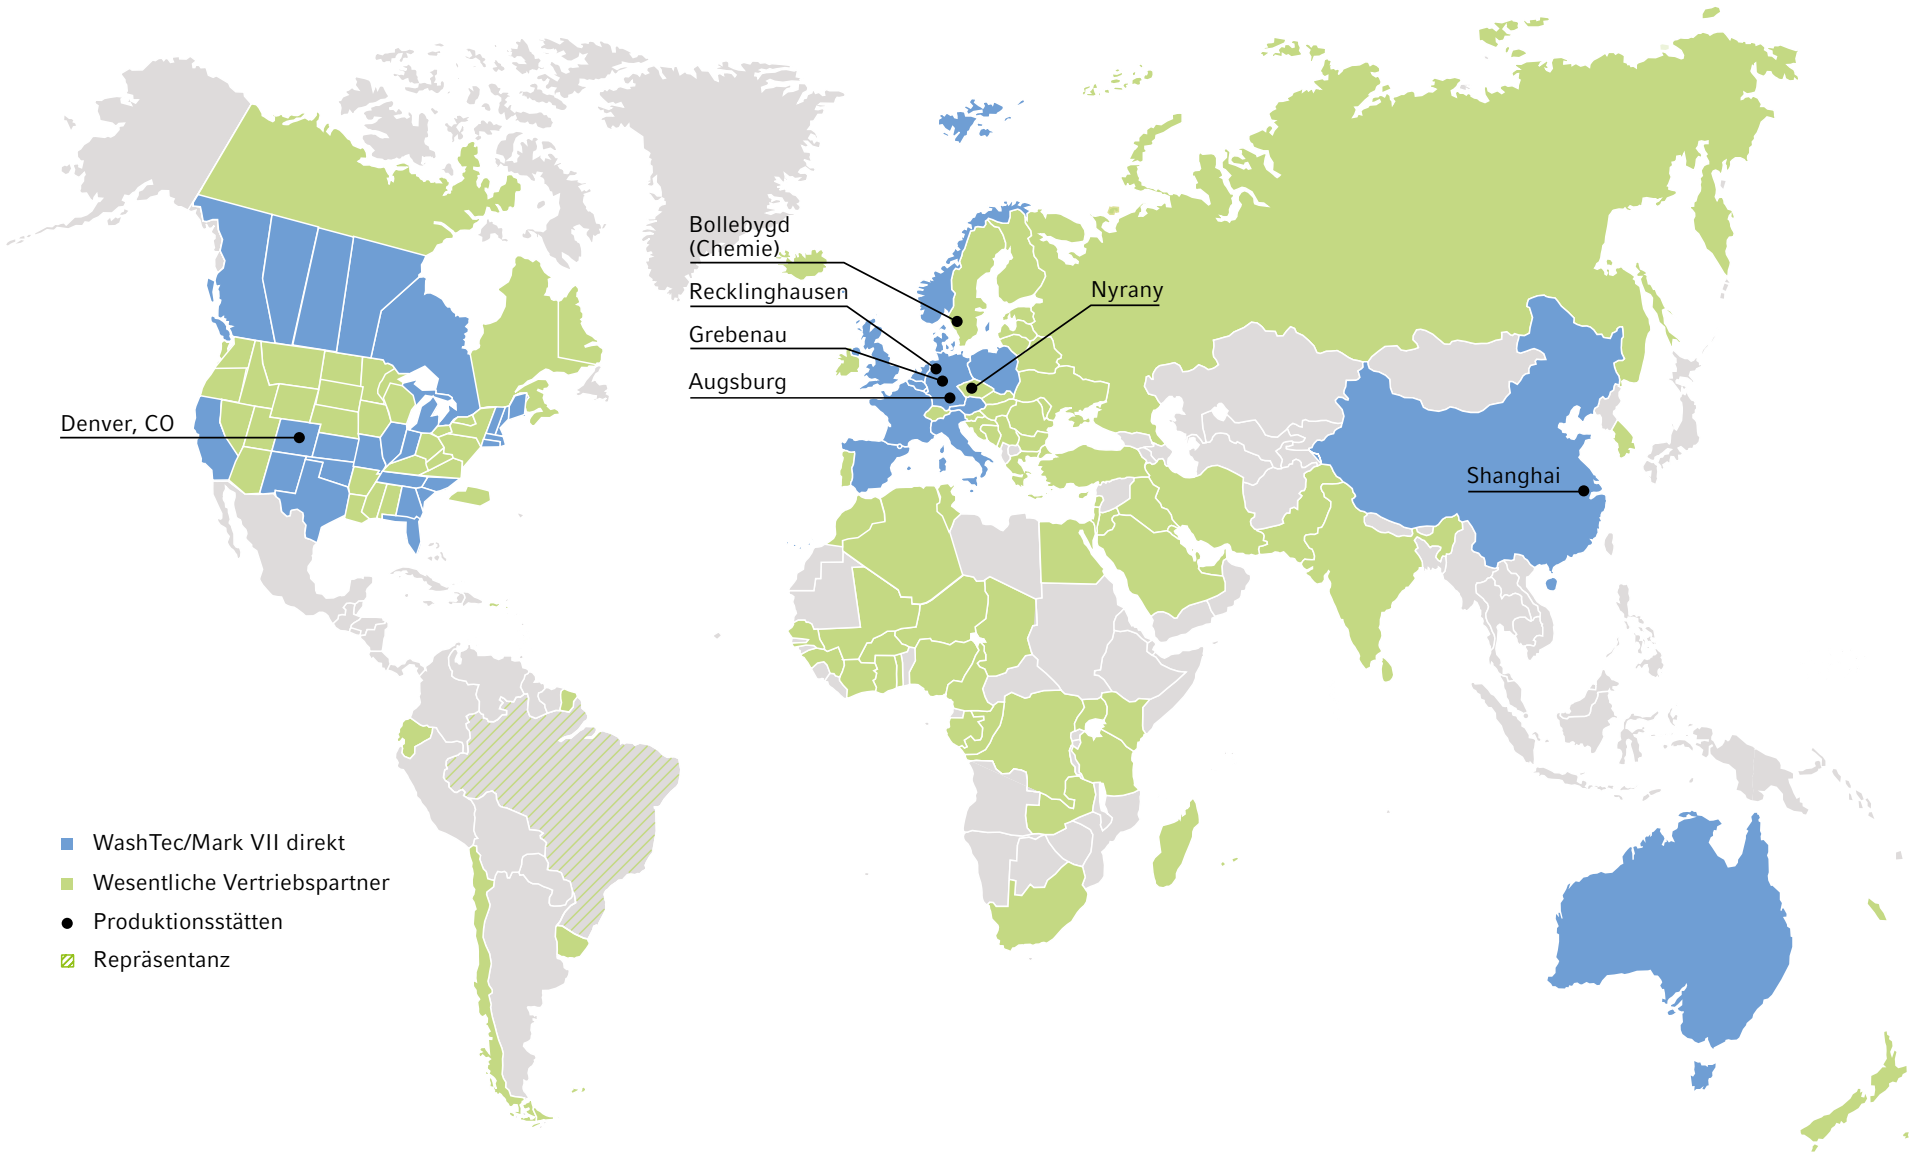 Bollebygd
(Chemie)
Recklinghausen
Nyrany
Grebenau
Augsburg
Denver, CO
Shanghai
WashTec/Mark VII direkt
Wesentliche Vertriebspartner
Produktionsstätten
Repräsentanz